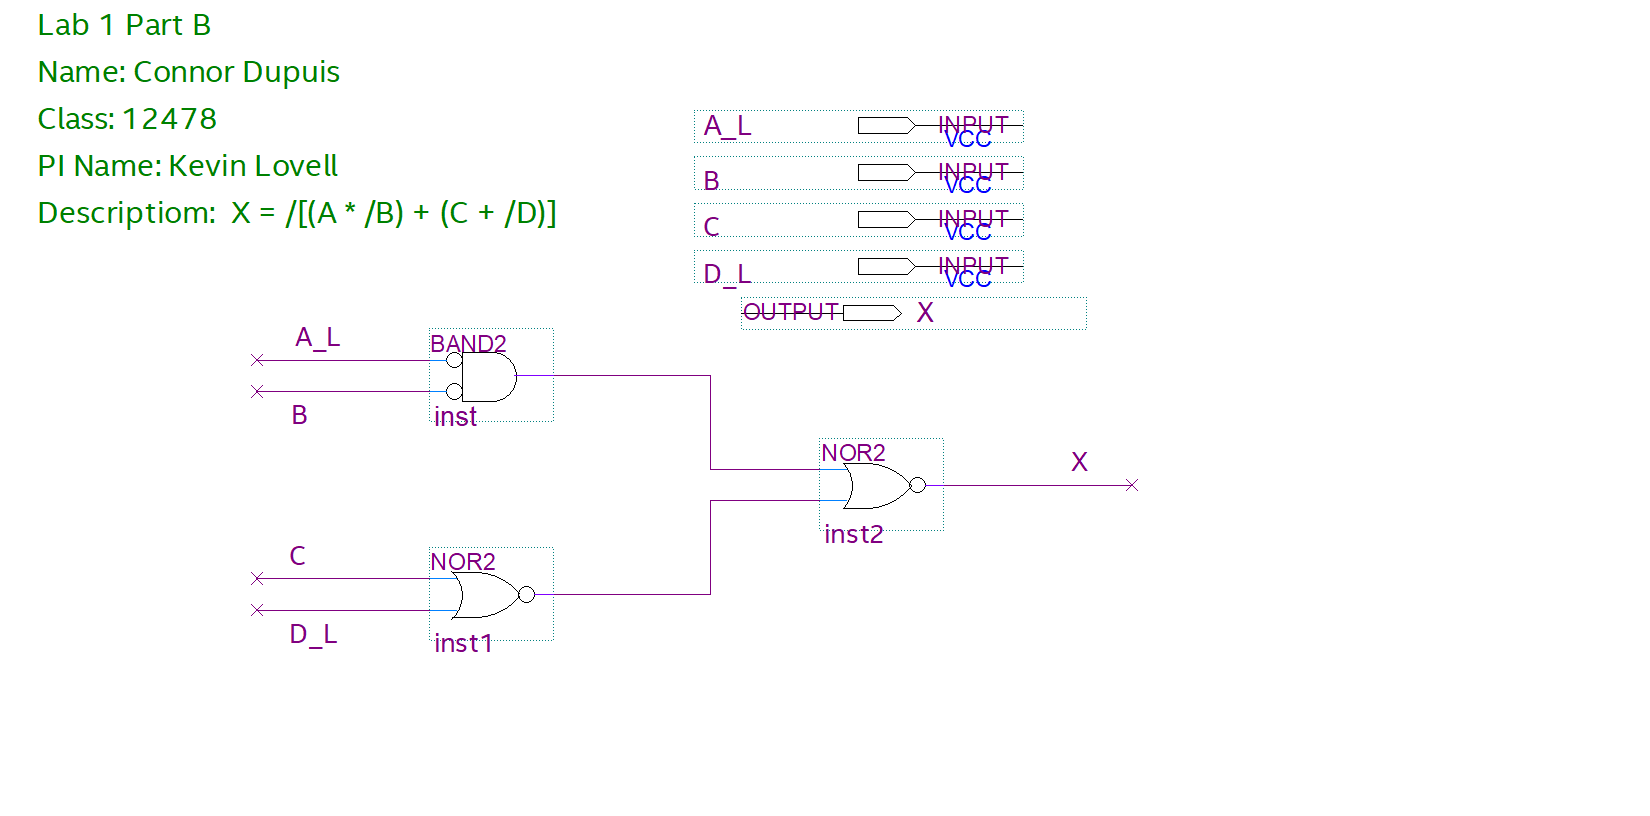 Lab 1 Part B
Name: Connor Dupuis
Class: 12478
PI Name: Kevin Lovell
Descriptiom:  X = /[(A * /B) + (C + /D)]
A_L INPUT
VCC
B INPUT
VCC
C INPUT
VCC
D_L INPUT
VCC
OUTPUT X
A_L
BAND2
B
inst
NOR2
X
inst2
C
NOR2
D_L
inst1